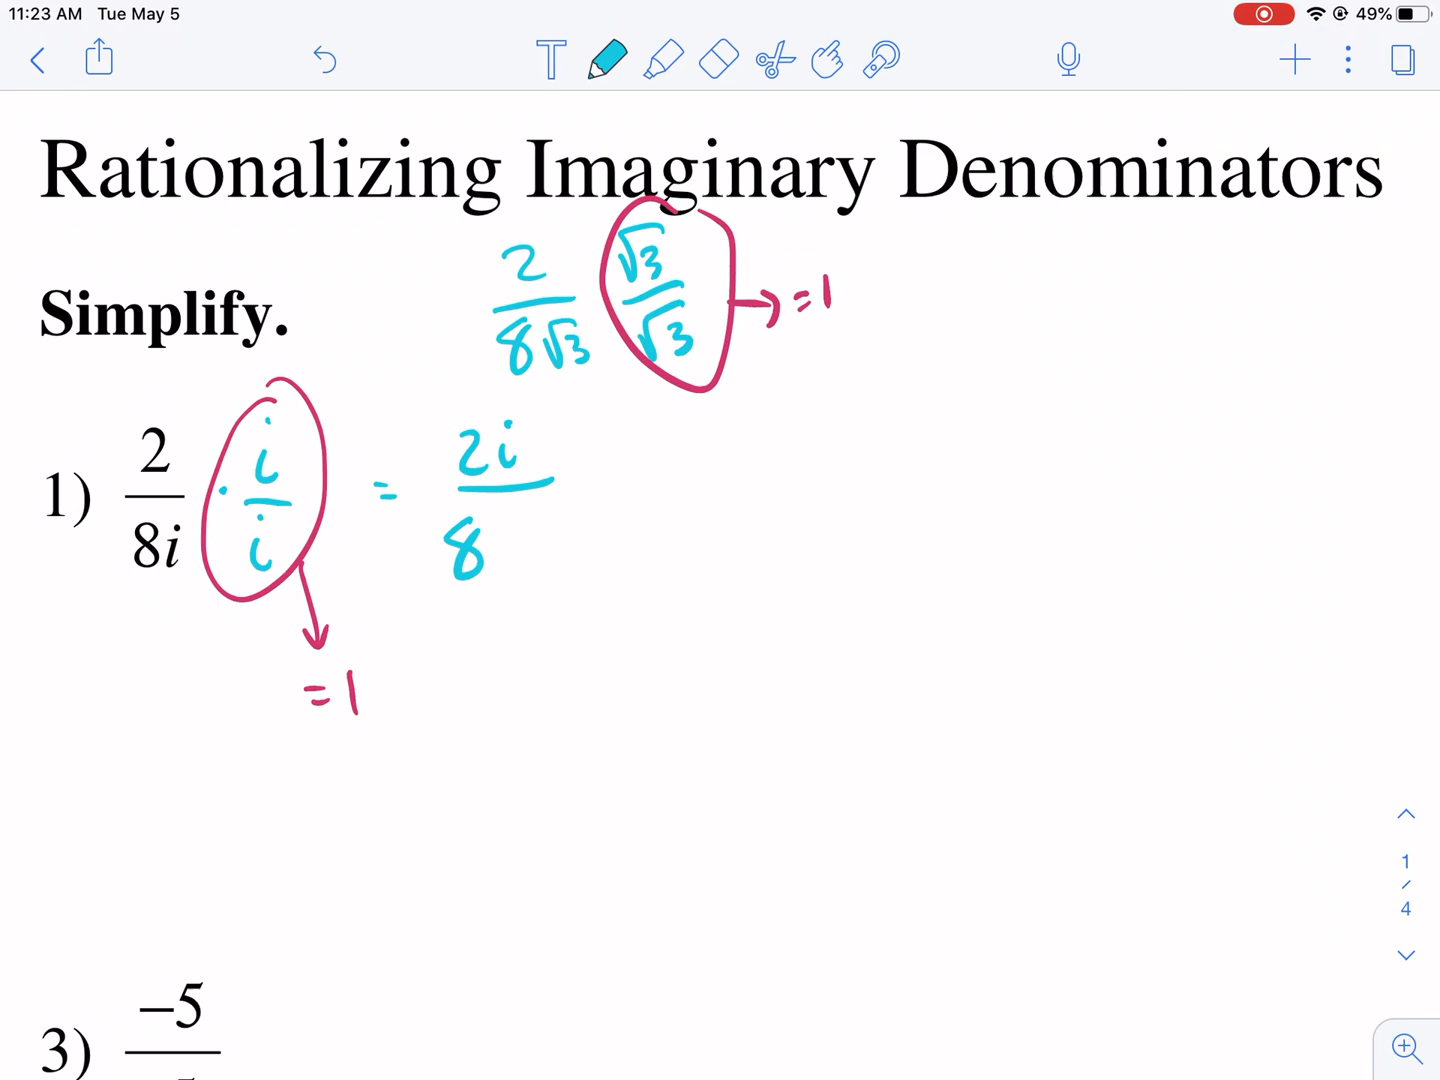 11:23 AM Tue May 5
49%
Rationalizing Imaginary Denominators
Simplify.
2/8√3 √3/√3 =1
1) 2/8i · i/i = 2i/8
=1
1/4
3) −5